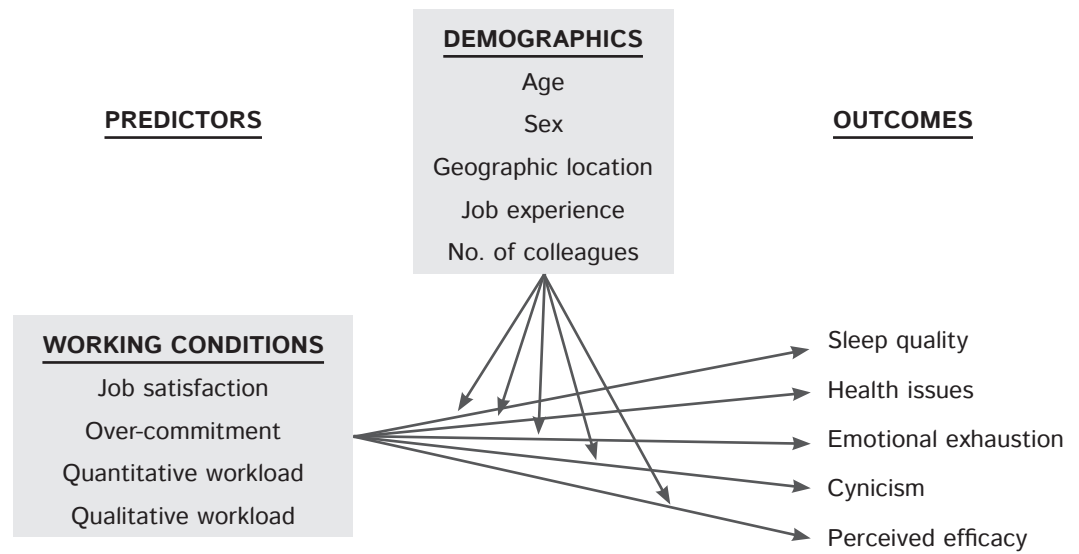 DEMOGRAPHICS
Age
Sex
Geographic location
Job experience
No. of colleagues
PREDICTORS
OUTCOMES
WORKING CONDITIONS
Job satisfaction
Over-commitment
Quantitative workload
Qualitative workload
Sleep quality
Health issues
Emotional exhaustion
Cynicism
Perceived efficacy